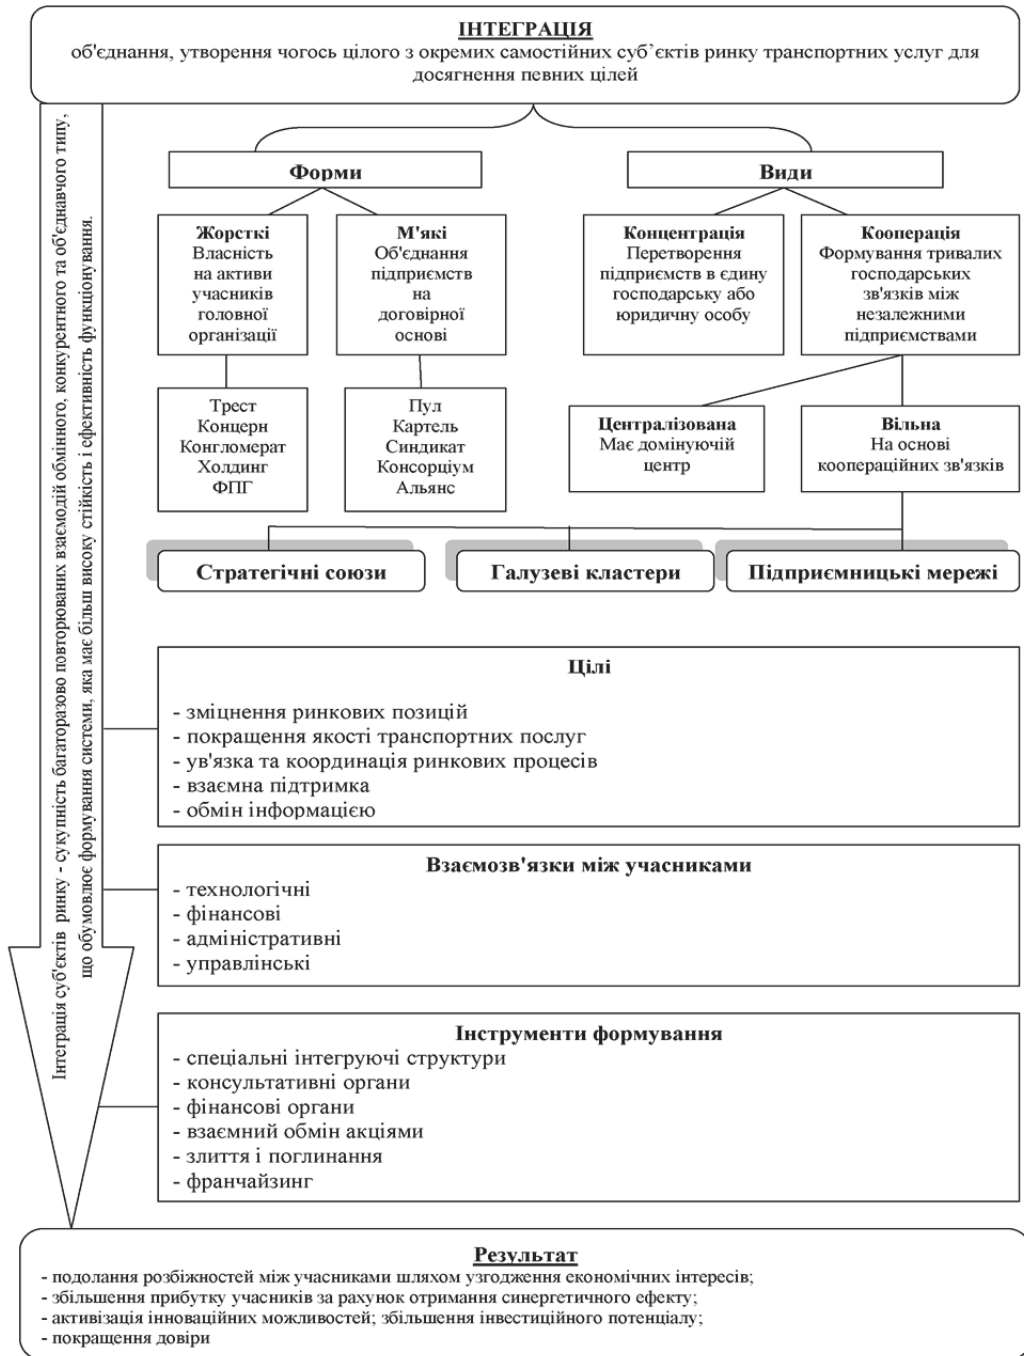 ІНТЕГРАЦІЯ
об'єднання, утворення чогось цілого з окремих самостійних суб’єктів ринку транспортних услуг для
досягнення певних цілей
Інтеграція суб'єктів ринку - сукупність багаторазово повторюваних взаємодій обмінного, конкурентного та об'єднавчого типу,
що обумовлює формування системи, яка має більш високу стійкість і ефективність функціонування.
Форми
Види
Жорсткі
Власність
на активи
учасників
головної
організації
М'які
Об'єднання
підприємств
на
договірної
основі
Концентрація
Перетворення
підприємств в єдину
господарську або
юридичну особу
Кооперація
Формування тривалих
господарських
зв'язків між
незалежними
підприємствами
Трест
Концерн
Конгломерат
Холдинг
ФПГ
Пул
Картель
Синдикат
Консорціум
Альянс
Централізована
Має домінуючій
центр
Вільна
На основі
коопераційних зв'язків
Стратегічні союзи
Галузеві кластери
Підприємницькі мережі
Цілі
- зміцнення ринкових позицій
- покращення якості транспортних послуг
- ув'язка та координація ринкових процесів
- взаємна підтримка
- обмін інформацією
Взаємозв'язки між учасниками
- технологічні
- фінансові
- адміністративні
- управлінські
Інструменти формування
- спеціальні інтегруючі структури
- консультативні органи
- фінансові органи
- взаємний обмін акціями
- злиття і поглинання
- франчайзинг
Результат
- подолання розбіжностей між учасниками шляхом узгодження економічних інтересів;
- збільшення прибутку учасників за рахунок отримання синергетичного ефекту;
- активізація інноваційних можливостей; збільшення інвестиційного потенціалу;
- покращення довіри